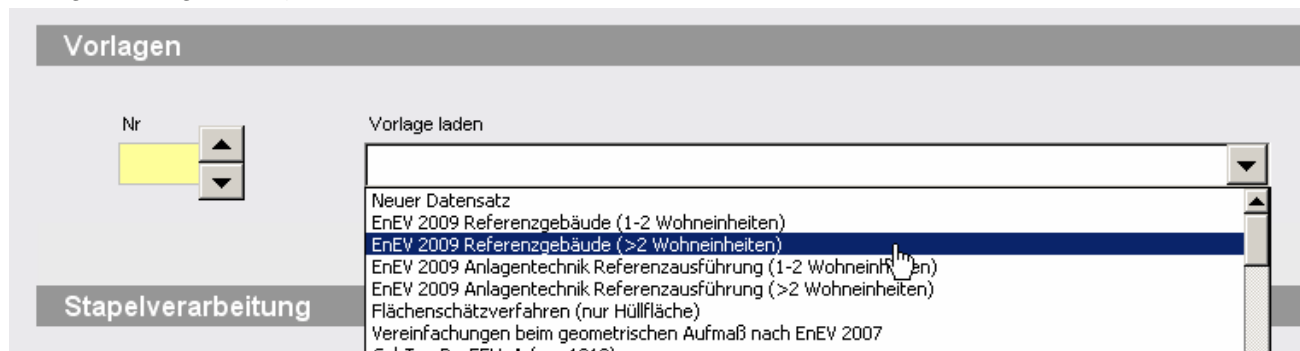 Vorlagen
Nr
Vorlage laden
Neuer Datensatz
EnEV 2009 Referenzgebäude (1-2 Wohneinheiten)
EnEV 2009 Referenzgebäude (>2 Wohneinheiten)
EnEV 2009 Anlagentechnik Referenzausführung (1-2 Wohneinheiten)
EnEV 2009 Anlagentechnik Referenzausführung (>2 Wohneinheiten)
Flächenschätzverfahren (nur Hüllfläche)
Vereinfachungen beim geometrischen Aufmaß nach EnEV 2007
Stapelverarbeitung